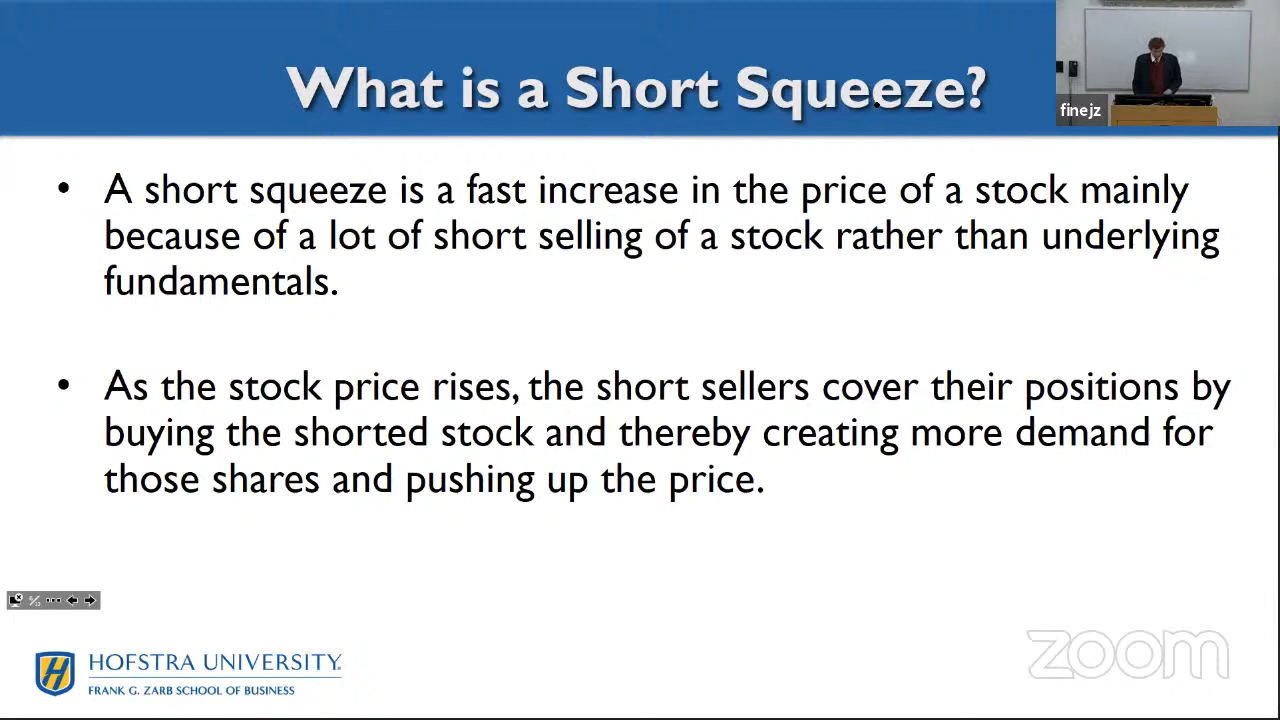 What is a Short Squeeze?
finejz
• A short squeeze is a fast increase in the price of a stock mainly
because of a lot of short selling of a stock rather than underlying
fundamentals.
• As the stock price rises, the short sellers cover their positions by
buying the shorted stock and thereby creating more demand for
those shares and pushing up the price.
HOFSTRA UNIVERSITY.
FRANK G. ZARB SCHOOL OF BUSINESS
zoom